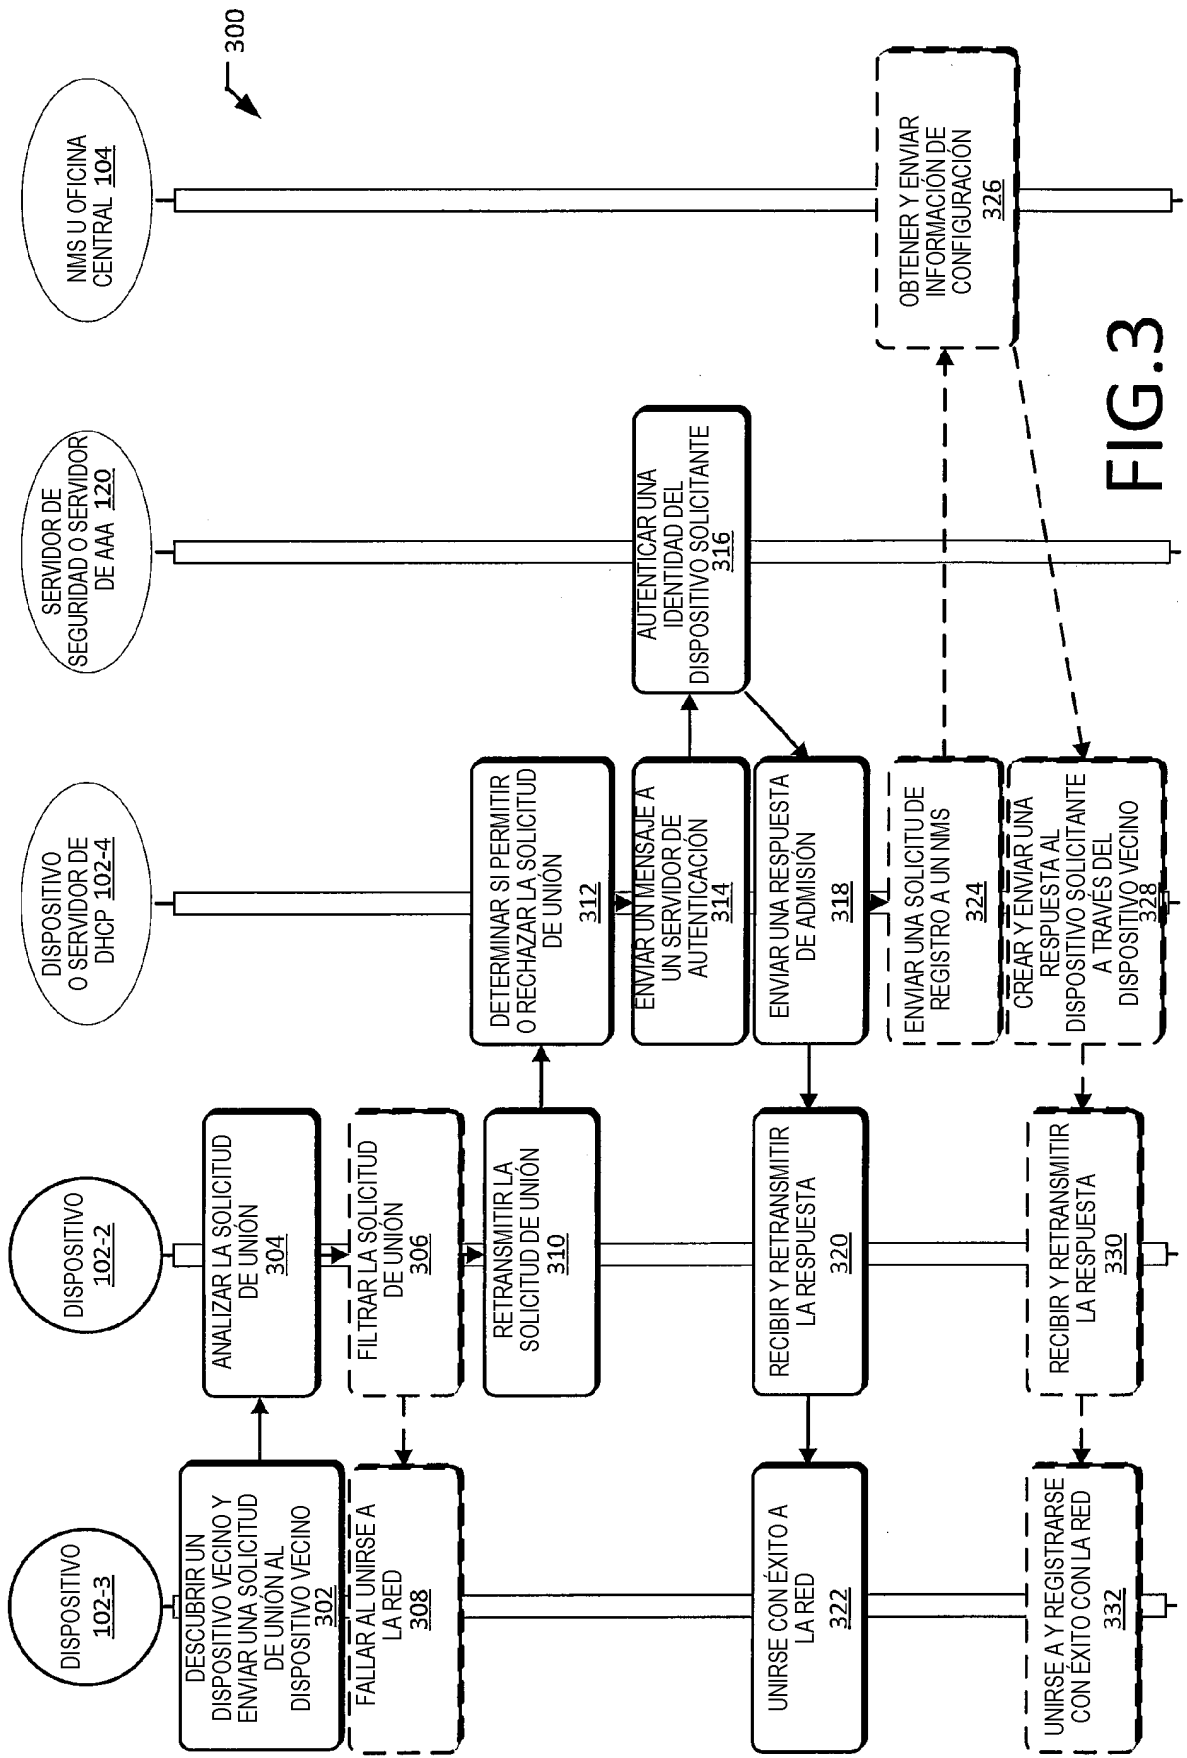 300
DISPOSITIVO
102-3
DISPOSITIVO
102-2
DISPOSITIVO
O SERVIDOR DE
DHCP 102-4
SERVIDOR DE
SEGURIDAD O SERVIDOR
DE AAA 120
NMS U OFICINA
CENTRAL 104
DESCUBRIR UN
DISPOSITIVO VECINO Y
ENVIAR UNA SOLICITUD
DE UNIÓN AL
DISPOSITIVO VECINO
302
ANALIZAR LA SOLICITUD
DE UNIÓN
304
FILTRAR LA SOLICITUD
DE UNIÓN
306
FALLAR AL UNIRSE A
LA RED
308
RETRANSMITIR LA
SOLICITUD DE UNIÓN
310
DETERMINAR SI PERMITIR
O RECHAZAR LA SOLICITUD
DE UNIÓN
312
ENVIAR UN MENSAJE A
UN SERVIDOR DE
AUTENTICACIÓN
314
AUTENTICAR UNA
IDENTIDAD DEL
DISPOSITIVO SOLICITANTE
316
ENVIAR UNA RESPUESTA
DE ADMISIÓN
318
RECIBIR Y RETRANSMITIR
LA RESPUESTA
320
UNIRSE CON ÉXITO A
LA RED
322
ENVIAR UNA SOLICITU DE
REGISTRO A UN NMS
324
OBTENER Y ENVIAR
INFORMACIÓN DE
CONFIGURACIÓN
326
CREAR Y ENVIAR UNA
RESPUESTA AL
DISPOSITIVO SOLICITANTE
A TRAVÉS DEL
DISPOSITIVO VECINO
328
RECIBIR Y RETRANSMITIR
LA RESPUESTA
330
UNIRSE A Y REGISTRARSE
CON ÉXITO CON LA RED
332
FIG.3